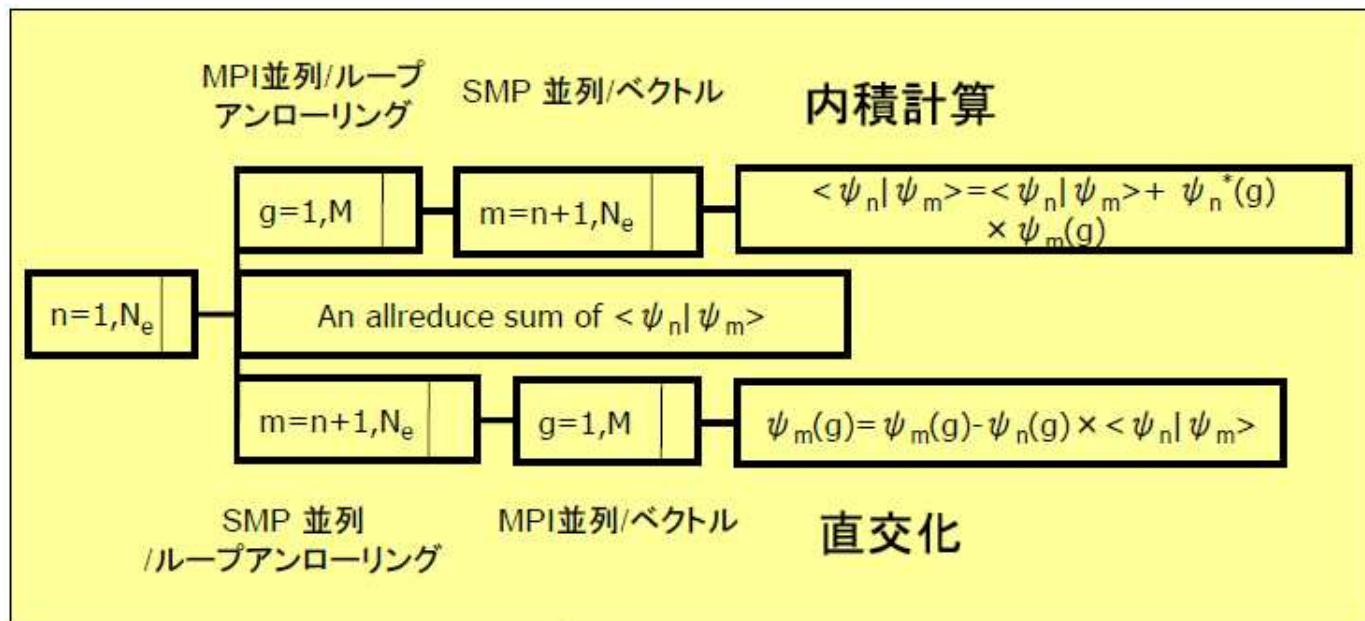 MPI並列/ループ
アンローリング
SMP 並列/ベクトル
内積計算
g=1,M
m=n+1,Nₑ
<ψₙ|ψₘ>=<ψₙ|ψₘ>+ ψₙ*(g)
×ψₘ(g)
n=1,Nₑ
An allreduce sum of <ψₙ|ψₘ>
m=n+1,Nₑ
g=1,M
ψₘ(g)=ψₘ(g)-ψₙ(g)×<ψₙ|ψₘ>
SMP 並列
/ループアンローリング
MPI並列/ベクトル
直交化